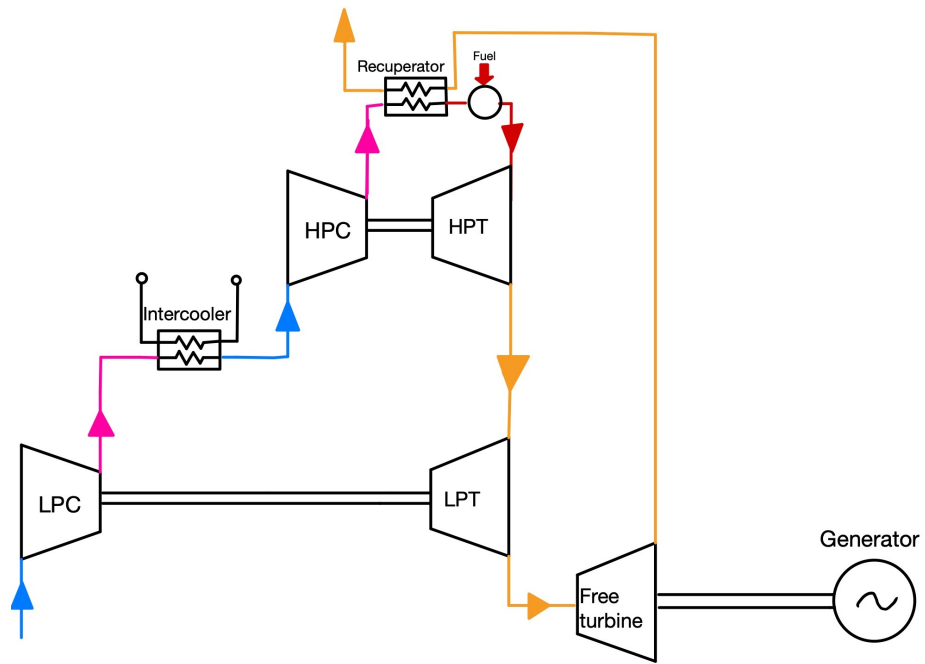 Recuperator
Fuel
HPC
HPT
Intercooler
LPC
LPT
Generator
Free
turbine